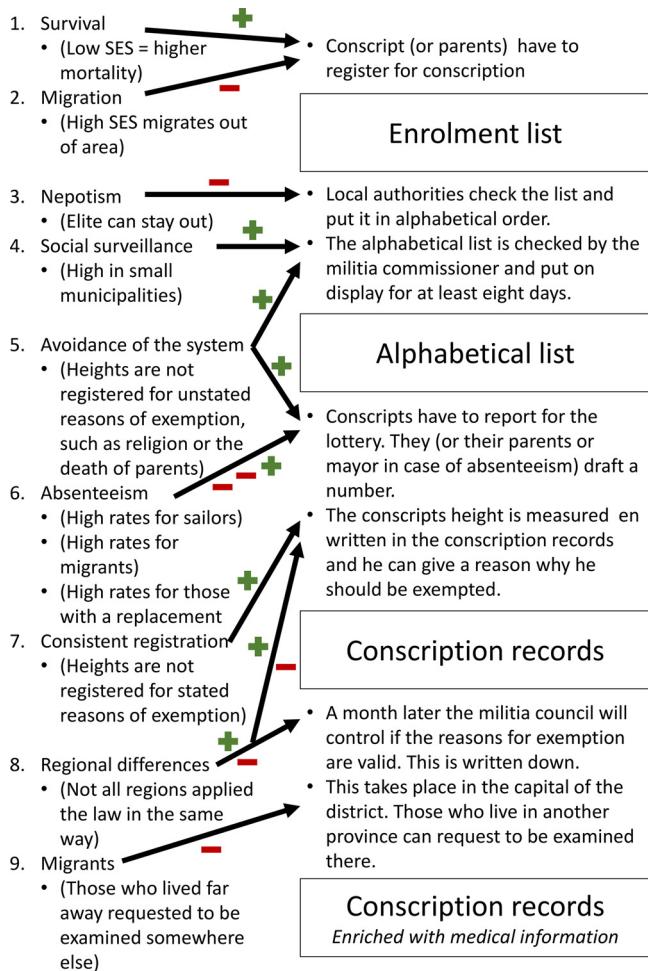 1. Survival
• (Low SES = higher
mortality)
2. Migration
• (High SES migrates out
of area)
3. Nepotism
• (Elite can stay out)
4. Social surveillance
• (High in small
municipalities)
5. Avoidance of the system
• (Heights are not
registered for unstated
reasons of exemption,
such as religion or the
death of parents)
6. Absenteeism
• (High rates for sailors)
• (High rates for
migrants)
• (High rates for those
with a replacement
7. Consistent registration
• (Heights are not
registered for stated
reasons of exemption)
8. Regional differences
• (Not all regions applied
the law in the same
way)
9. Migrants
• (Those who lived far
away requested to be
examined somewhere
else)
• Conscript (or parents) have to
register for conscription
Enrolment list
• Local authorities check the list and
put it in alphabetical order.
• The alphabetical list is checked by the
militia commissioner and put on
display for at least eight days.
Alphabetical list
• Conscripts have to report for the
lottery. They (or their parents or
mayor in case of absenteeism) draft a
number.
• The conscripts height is measured en
written in the conscription records
and he can give a reason why he
should be exempted.
Conscription records
• A month later the militia council will
control if the reasons for exemption
are valid. This is written down.
• This takes place in the capital of the
district. Those who live in another
province can request to be examined
there.
Conscription records
Enriched with medical information